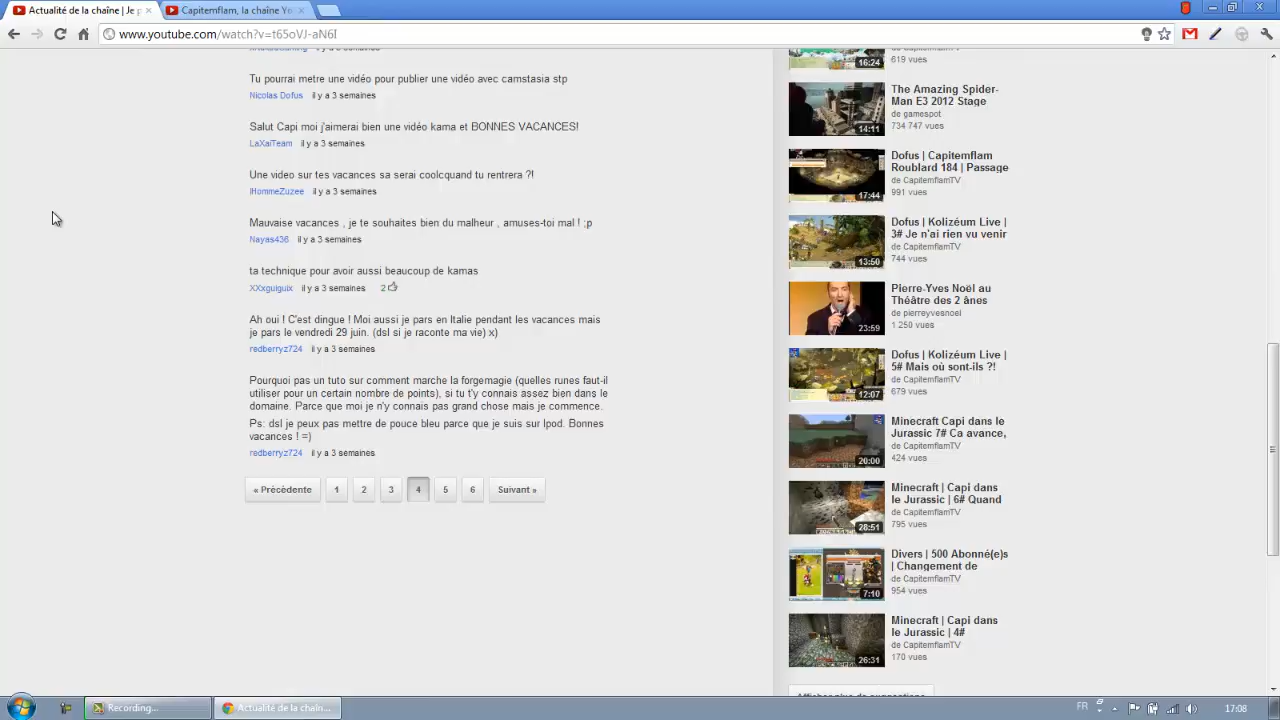 Actualité de la chaîne | Je p
Capitemflam, la chaîne Yo
www.youtube.com/watch?v=t65oVJ-aN6I
il y a 3 semaines
Tu pourrai metre une vidéo pour publier une vidéo avec camstasia stp
Nicolas Dofus il y a 3 semaines
Salut Capi moi j'aimerai bien une vidéo kama et BONNES VACANCES!
LaXaiTeam il y a 3 semaines
Une video sur tes vacances sa serai coolcquand tu rentrera ?!
lHommeZuzee il y a 3 semaines
Mauvaise vacances , je te souhaites bien du malheur , amuses-toi mal ! ;p
Nayas436 il y a 3 semaines
ta technique pour avoir aussi beaucoup de kamas
XXxguiguix il y a 3 semaines 2
Ah oui ! C'est dingue ! Moi aussi je pars en Italie pendant les vacances mais
je pars le vendredi 29 juin. (dsl si je raconte ma vie) x)
redberryz724 il y a 3 semaines
Pourquoi pas un tuto sur comment marche la forgemagie (quelles runes faut-il
utiliser pour un certain nombre de points), si tu t'y connais assez bien dans le
domaine. Parce que moi je n'y connais pas grand chose mais je commence.
Ps: dsl je peux pas mettre de pouce bleu parce que je suis sur Ipod. Bonnes
vacances ! =)
redberryz724 il y a 3 semaines
« Précédente 1 2 3 4 5 6 Suivant »
de CapitemflamTV
619 vues
16:24
The Amazing Spider-
Man E3 2012 Stage
de gamespot
734 747 vues
14:11
Dofus | Capitemflam
Roublard 184 | Passage
de CapitemflamTV
991 vues
17:44
Dofus | Kolizéum Live |
3# Je n'ai rien vu venir
de CapitemflamTV
744 vues
13:50
Pierre-Yves Noël au
Théâtre des 2 ânes
de pierreyvesnoel
1 250 vues
23:59
Dofus | Kolizéum Live |
5# Mais où sont-ils ?!
de CapitemflamTV
679 vues
12:07
Minecraft Capi dans le
Jurassic 7# Ca avance,
de CapitemflamTV
424 vues
20:00
Minecraft | Capi dans
le Jurassic | 6# Quand
de CapitemflamTV
795 vues
28:51
Divers | 500 Abonné(e)s
| Changement de
de CapitemflamTV
954 vues
7:10
Minecraft | Capi dans
le Jurassic | 4#
de CapitemflamTV
170 vues
26:31
Afficher plus de suggestions
Recording...
Actualité de la chaîn...
FR
17:08